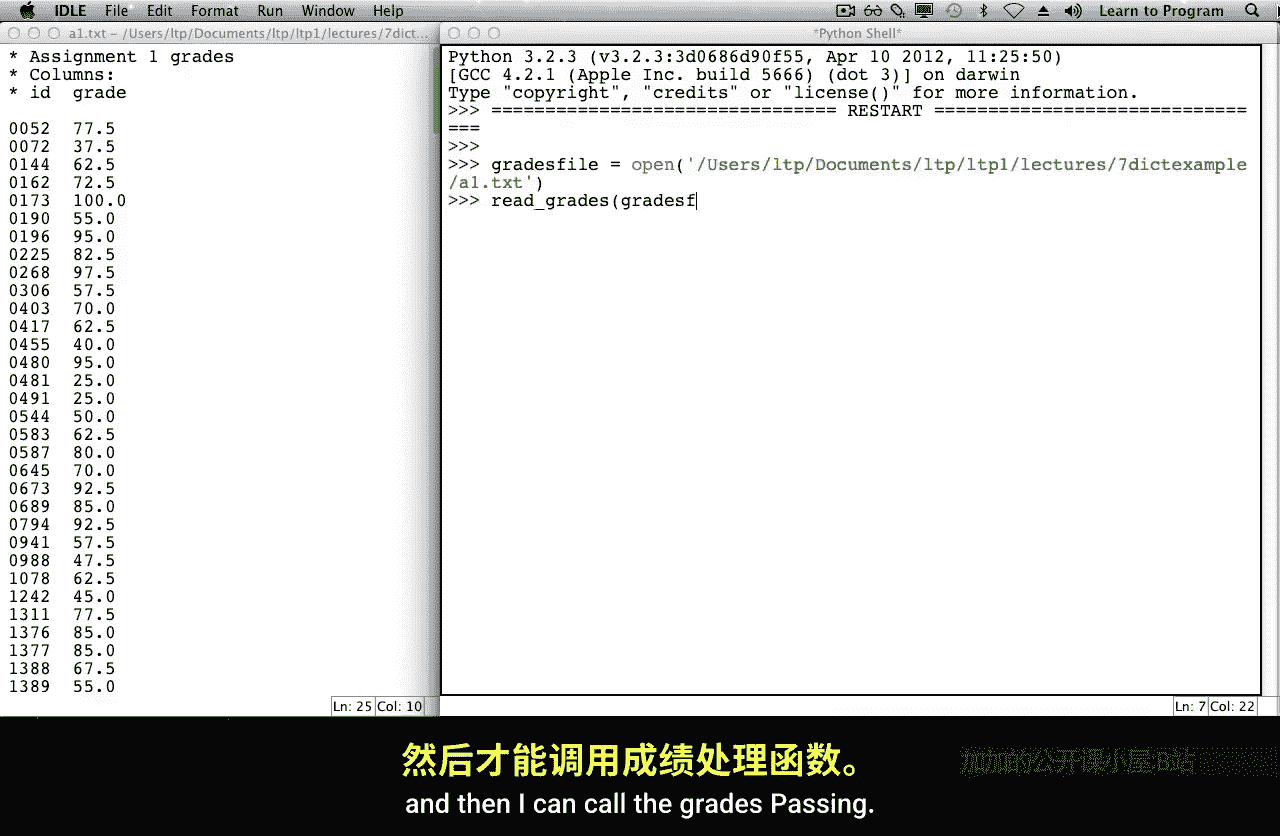 IDLE File Edit Format Run Window Help Learn to Program
a1.txt – /Users/ltp/Documents/ltp/ltp1/lectures/7dict...
* Assignment 1 grades
* Columns:
* id grade
0052 77.5
0072 37.5
0144 62.5
0162 72.5
0173 100.0
0190 55.0
0196 95.0
0225 82.5
0268 97.5
0306 57.5
0403 70.0
0417 62.5
0455 40.0
0480 95.0
0481 25.0
0491 25.0
0544 50.0
0583 62.5
0587 80.0
0645 70.0
0673 92.5
0689 85.0
0794 92.5
0941 57.5
0988 47.5
1078 62.5
1242 45.0
1311 77.5
1376 85.0
1377 85.0
1388 67.5
1389 55.0
Ln: 25 Col: 10
*Python Shell*
Python 3.2.3 (v3.2.3:3d0686d90f55, Apr 10 2012, 11:25:50)
[GCC 4.2.1 (Apple Inc. build 5666) (dot 3)] on darwin
Type "copyright", "credits" or "license()" for more information.
>>> ================================ RESTART =============================
===
>>>
>>> gradesfile = open('/Users/ltp/Documents/ltp/ltp1/lectures/7dictexample
/a1.txt')
>>> read_grades(gradesf
Ln: 7 Col: 22
然后才能调用成绩处理函数。
加加的公开课小屋·B站
and then I can call the grades Passing.